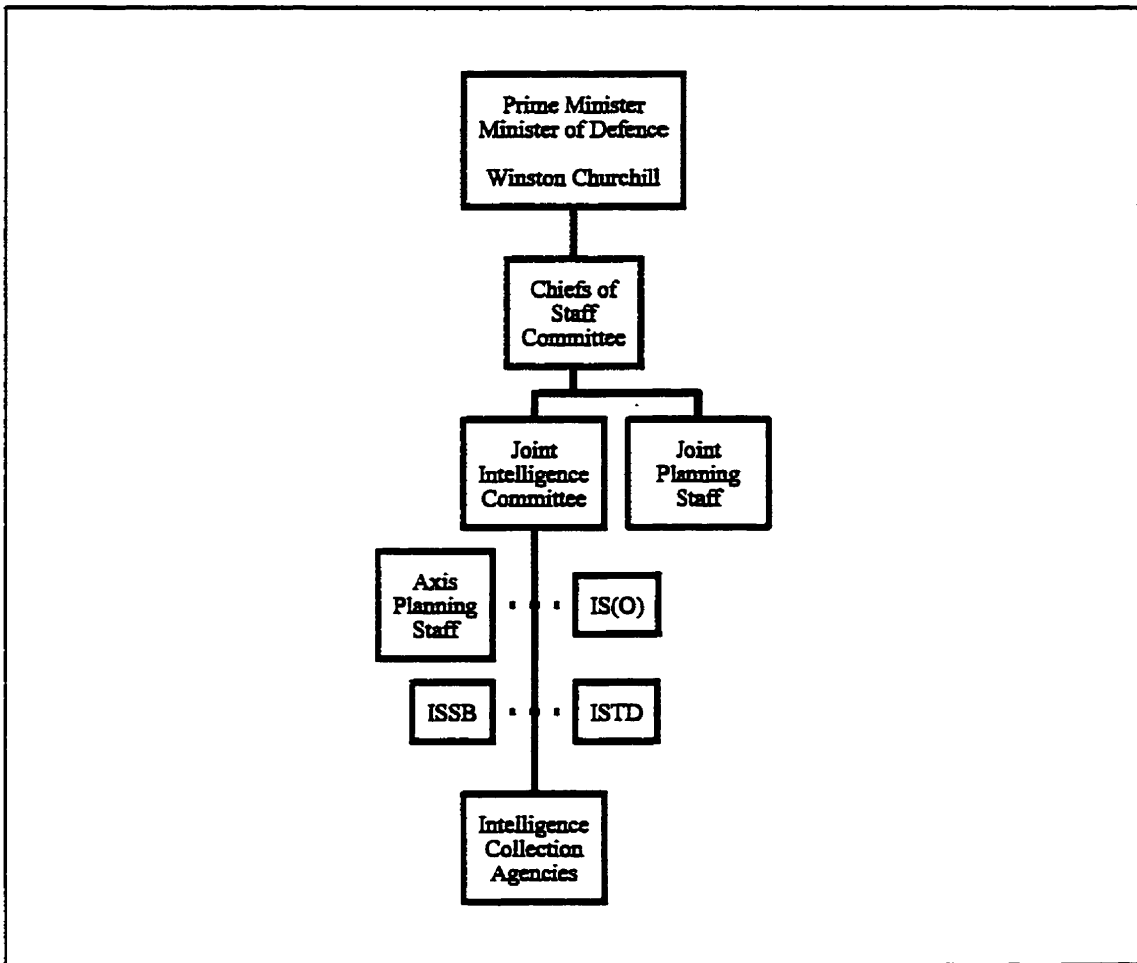 Prime Minister
Minister of Defence
Winston Churchill
Chiefs of
Staff
Committee
Joint
Intelligence
Committee
Joint
Planning
Staff
Axis
Planning
Staff
IS(O)
ISSB
ISTD
Intelligence
Collection
Agencies